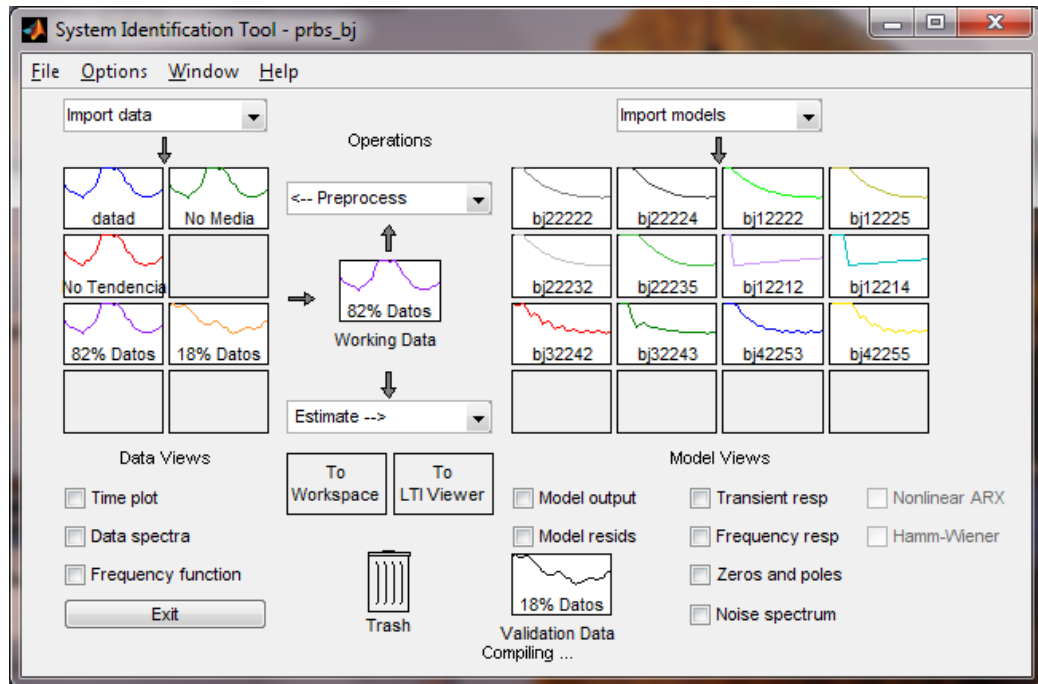 System Identification Tool - prbs_bj
File Options Window Help
Import data
Operations
Import models
datad
No Media
<-- Preprocess
bj22222
bj22224
bj12222
bj12225
No Tendencia
82% Datos
Working Data
bj22232
bj22235
bj12212
bj12214
82% Datos
18% Datos
bj32242
bj32243
bj42253
bj42255
Estimate -->
Data Views
To Workspace
To LTI Viewer
Model Views
Time plot
Data spectra
Frequency function
Exit
Trash
Model output
Model resids
18% Datos
Validation Data
Compiling ...
Transient resp
Frequency resp
Zeros and poles
Noise spectrum
Nonlinear ARX
Hamm-Wiener